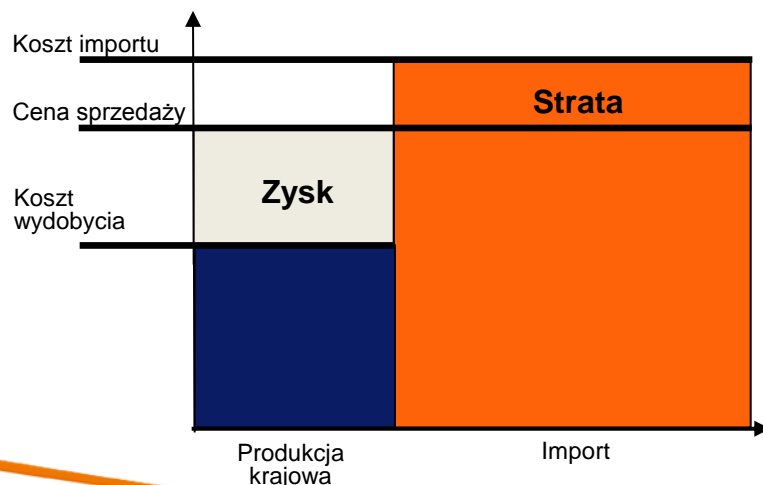 Koszt importu
Cena sprzedaży
Strata
Zysk
Koszt
wydobycia
Produkcja
krajowa
Import